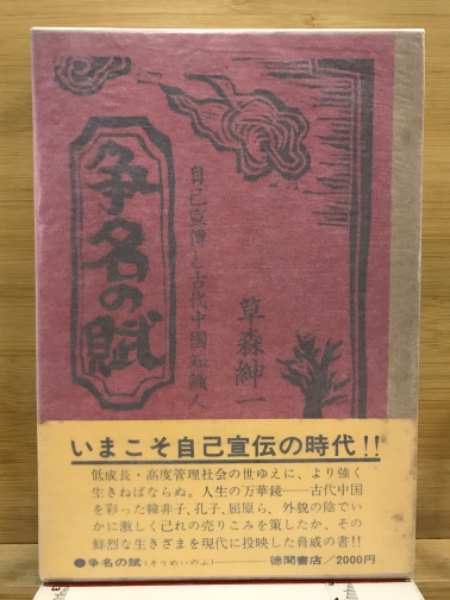 争名の賦
自己宣傳と古代中國知識人
草森紳一
いまこそ自己宣伝の時代!!
低成長・高度管理社会の世ゆえに、より強く
生きねばならぬ。人生の万華鏡——古代中国
を彩った韓非子、孔子、屈原ら、外貌の陰でい
かに激しく己れの売りこみを策したか、その
鮮烈な生きざまを現代に投映した脅威の書!!
●争名の賦(そうめいのふ)————徳間書店/2000円